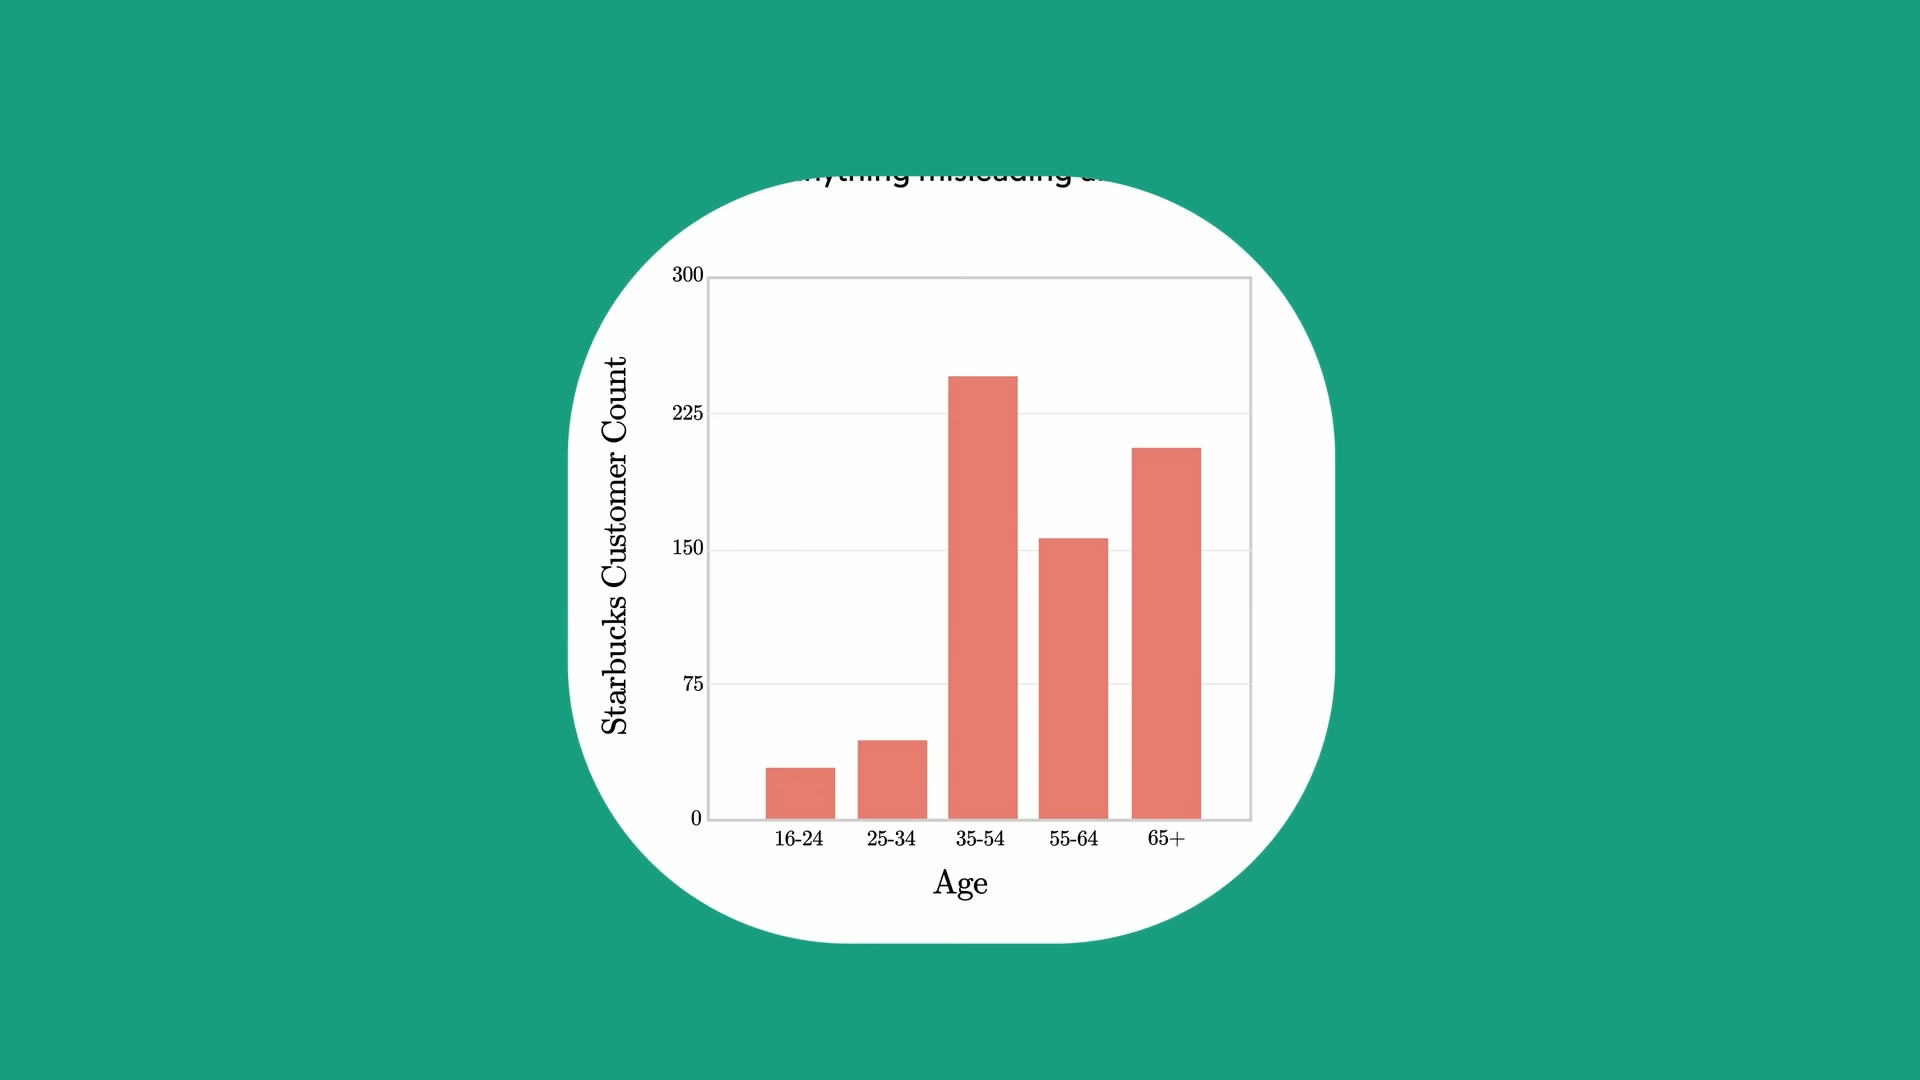 anything misleading a
300
225
150
75
0
Starbucks Customer Count
16-24 25-34 35-54 55-64 65+
Age